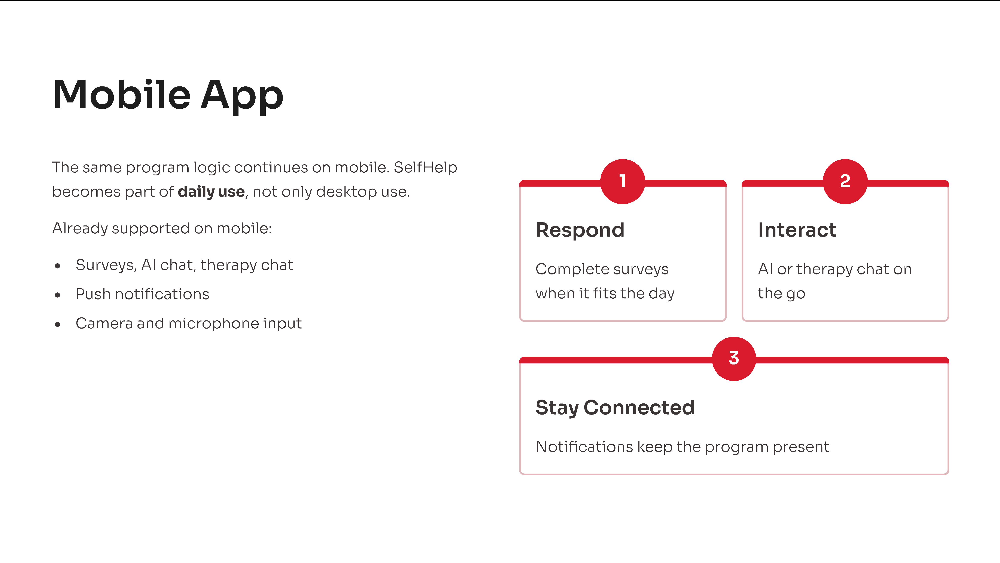 Mobile App
The same program logic continues on mobile. SelfHelp
becomes part of daily use, not only desktop use.
Already supported on mobile:
• Surveys, AI chat, therapy chat
• Push notifications
• Camera and microphone input
1
Respond
Complete surveys
when it fits the day
2
Interact
AI or therapy chat on
the go
3
Stay Connected
Notifications keep the program present